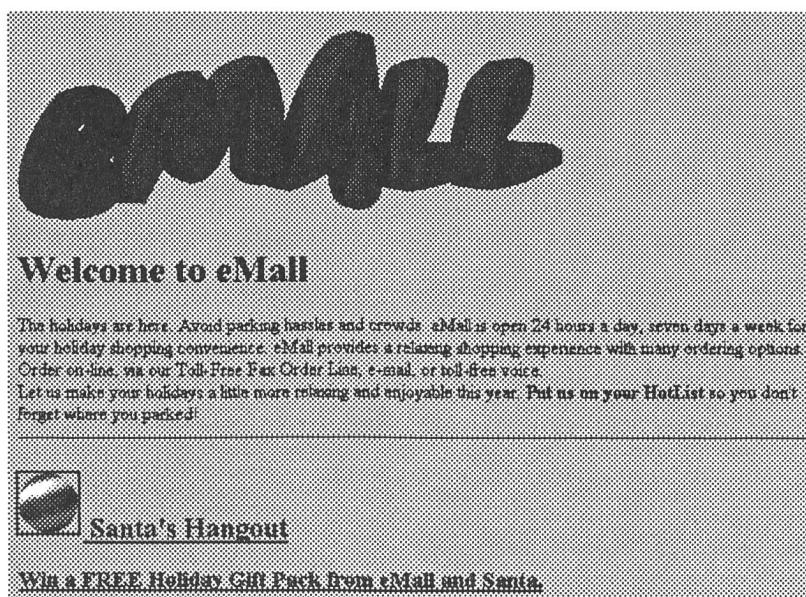 eMALL
Welcome to eMall
The holidays are here. Avoid parking hassles and crowds. eMall is open 24 hours a day, seven days a week for
your holiday shopping convenience. eMall provides a relaxing shopping experience with many ordering options.
Order on-line, via our Toll-Free Fax Order Line, e-mail, or toll-free voice.
Let us make your holidays a little more relaxing and enjoyable this year. Put us on your HotList so you don't
forget where you parked!
Santa's Hangout
Win a FREE Holiday Gift Pack from eMall and Santa.